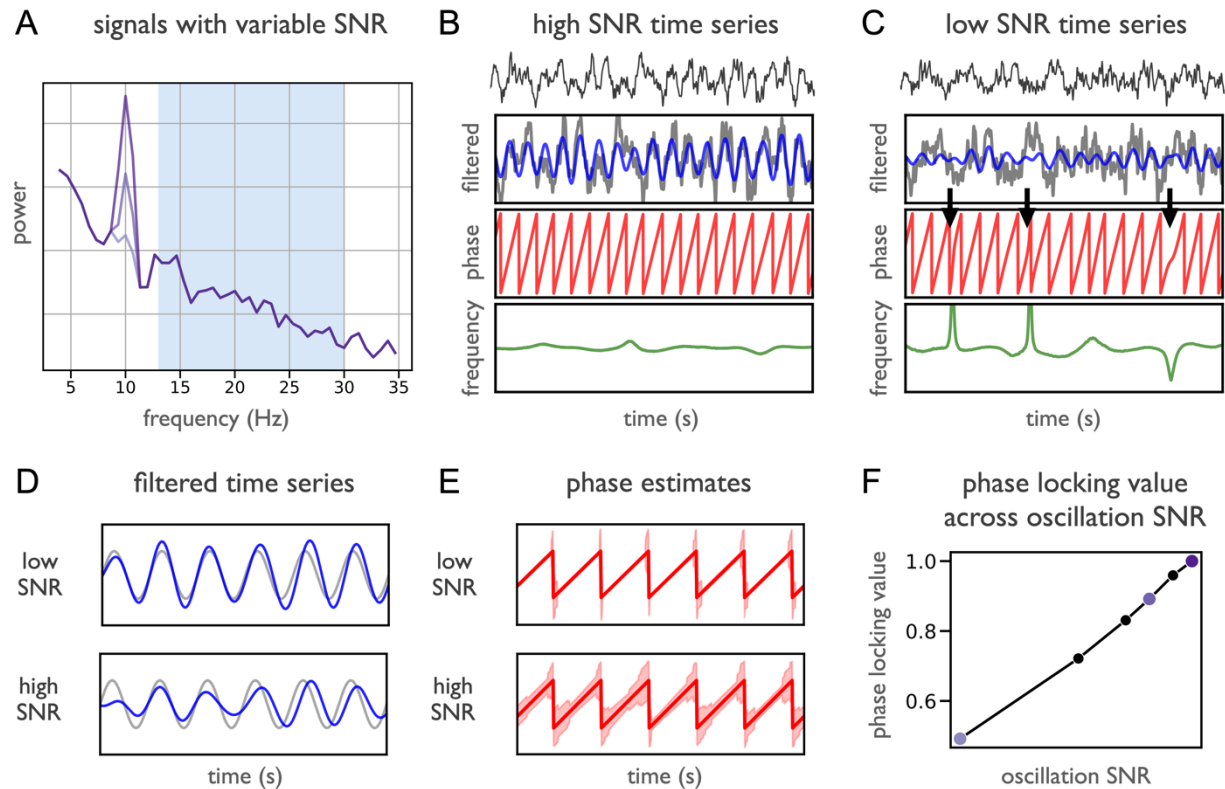 A signals with variable SNR
power
5 10 15 20 25 30 35
frequency (Hz)
B high SNR time series
filtered
phase
frequency
time (s)
C low SNR time series
filtered
phase
frequency
time (s)
D filtered time series
low
SNR
high
SNR
time (s)
E phase estimates
low
SNR
high
SNR
time (s)
F phase locking value
across oscillation SNR
phase locking value
1.0
0.8
0.6
oscillation SNR